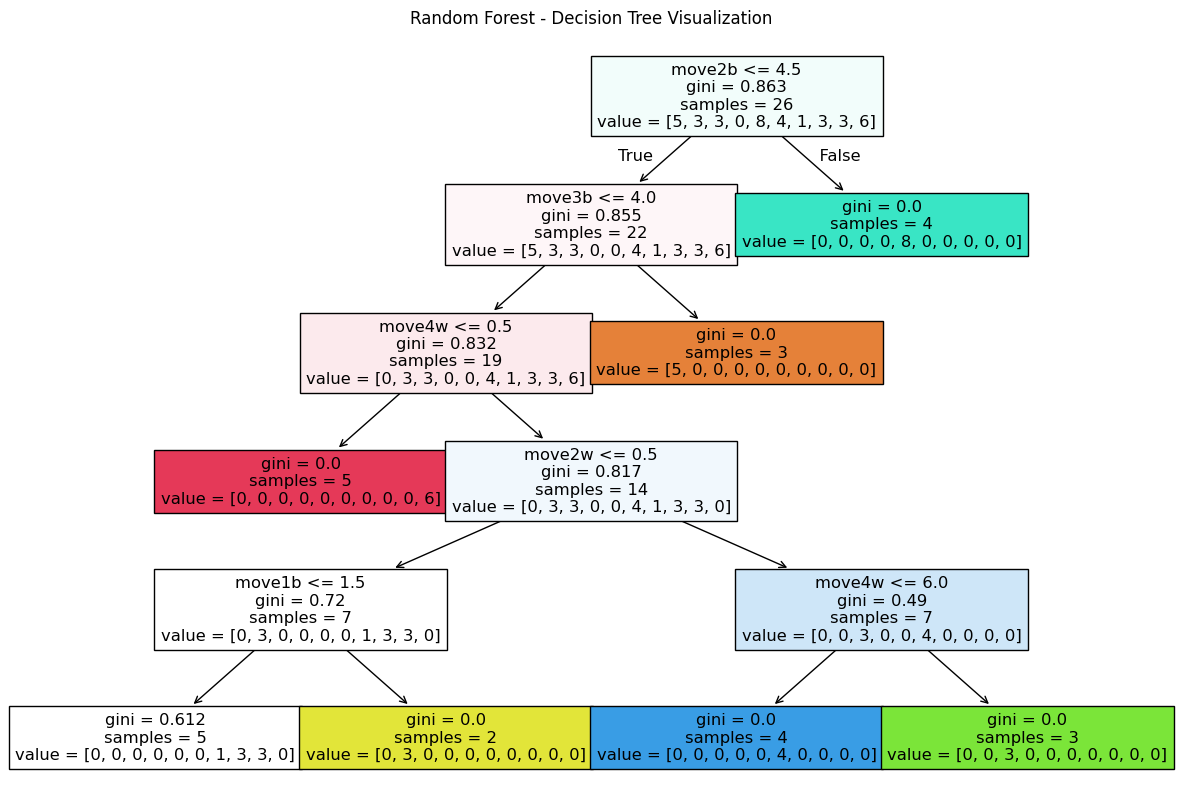 Random Forest - Decision Tree Visualization
move2b <= 4.5
gini = 0.863
samples = 26
value = [5, 3, 3, 0, 8, 4, 1, 3, 3, 6]
True
False
move3b <= 4.0
gini = 0.855
samples = 22
value = [5, 3, 3, 0, 0, 4, 1, 3, 3, 6]
gini = 0.0
samples = 4
value = [0, 0, 0, 0, 8, 0, 0, 0, 0, 0]
move4w <= 0.5
gini = 0.832
samples = 19
value = [0, 3, 3, 0, 0, 4, 1, 3, 3, 6]
gini = 0.0
samples = 3
value = [5, 0, 0, 0, 0, 0, 0, 0, 0, 0]
gini = 0.0
samples = 5
value = [0, 0, 0, 0, 0, 0, 0, 0, 0, 6]
move2w <= 0.5
gini = 0.817
samples = 14
value = [0, 3, 3, 0, 0, 4, 1, 3, 3, 0]
move1b <= 1.5
gini = 0.72
samples = 7
value = [0, 3, 0, 0, 0, 0, 1, 3, 3, 0]
move4w <= 6.0
gini = 0.49
samples = 7
value = [0, 0, 3, 0, 0, 4, 0, 0, 0, 0]
gini = 0.612
samples = 5
value = [0, 0, 0, 0, 0, 0, 1, 3, 3, 0]
gini = 0.0
samples = 2
value = [0, 3, 0, 0, 0, 0, 0, 0, 0, 0]
gini = 0.0
samples = 4
value = [0, 0, 0, 0, 0, 4, 0, 0, 0, 0]
gini = 0.0
samples = 3
value = [0, 0, 3, 0, 0, 0, 0, 0, 0, 0]